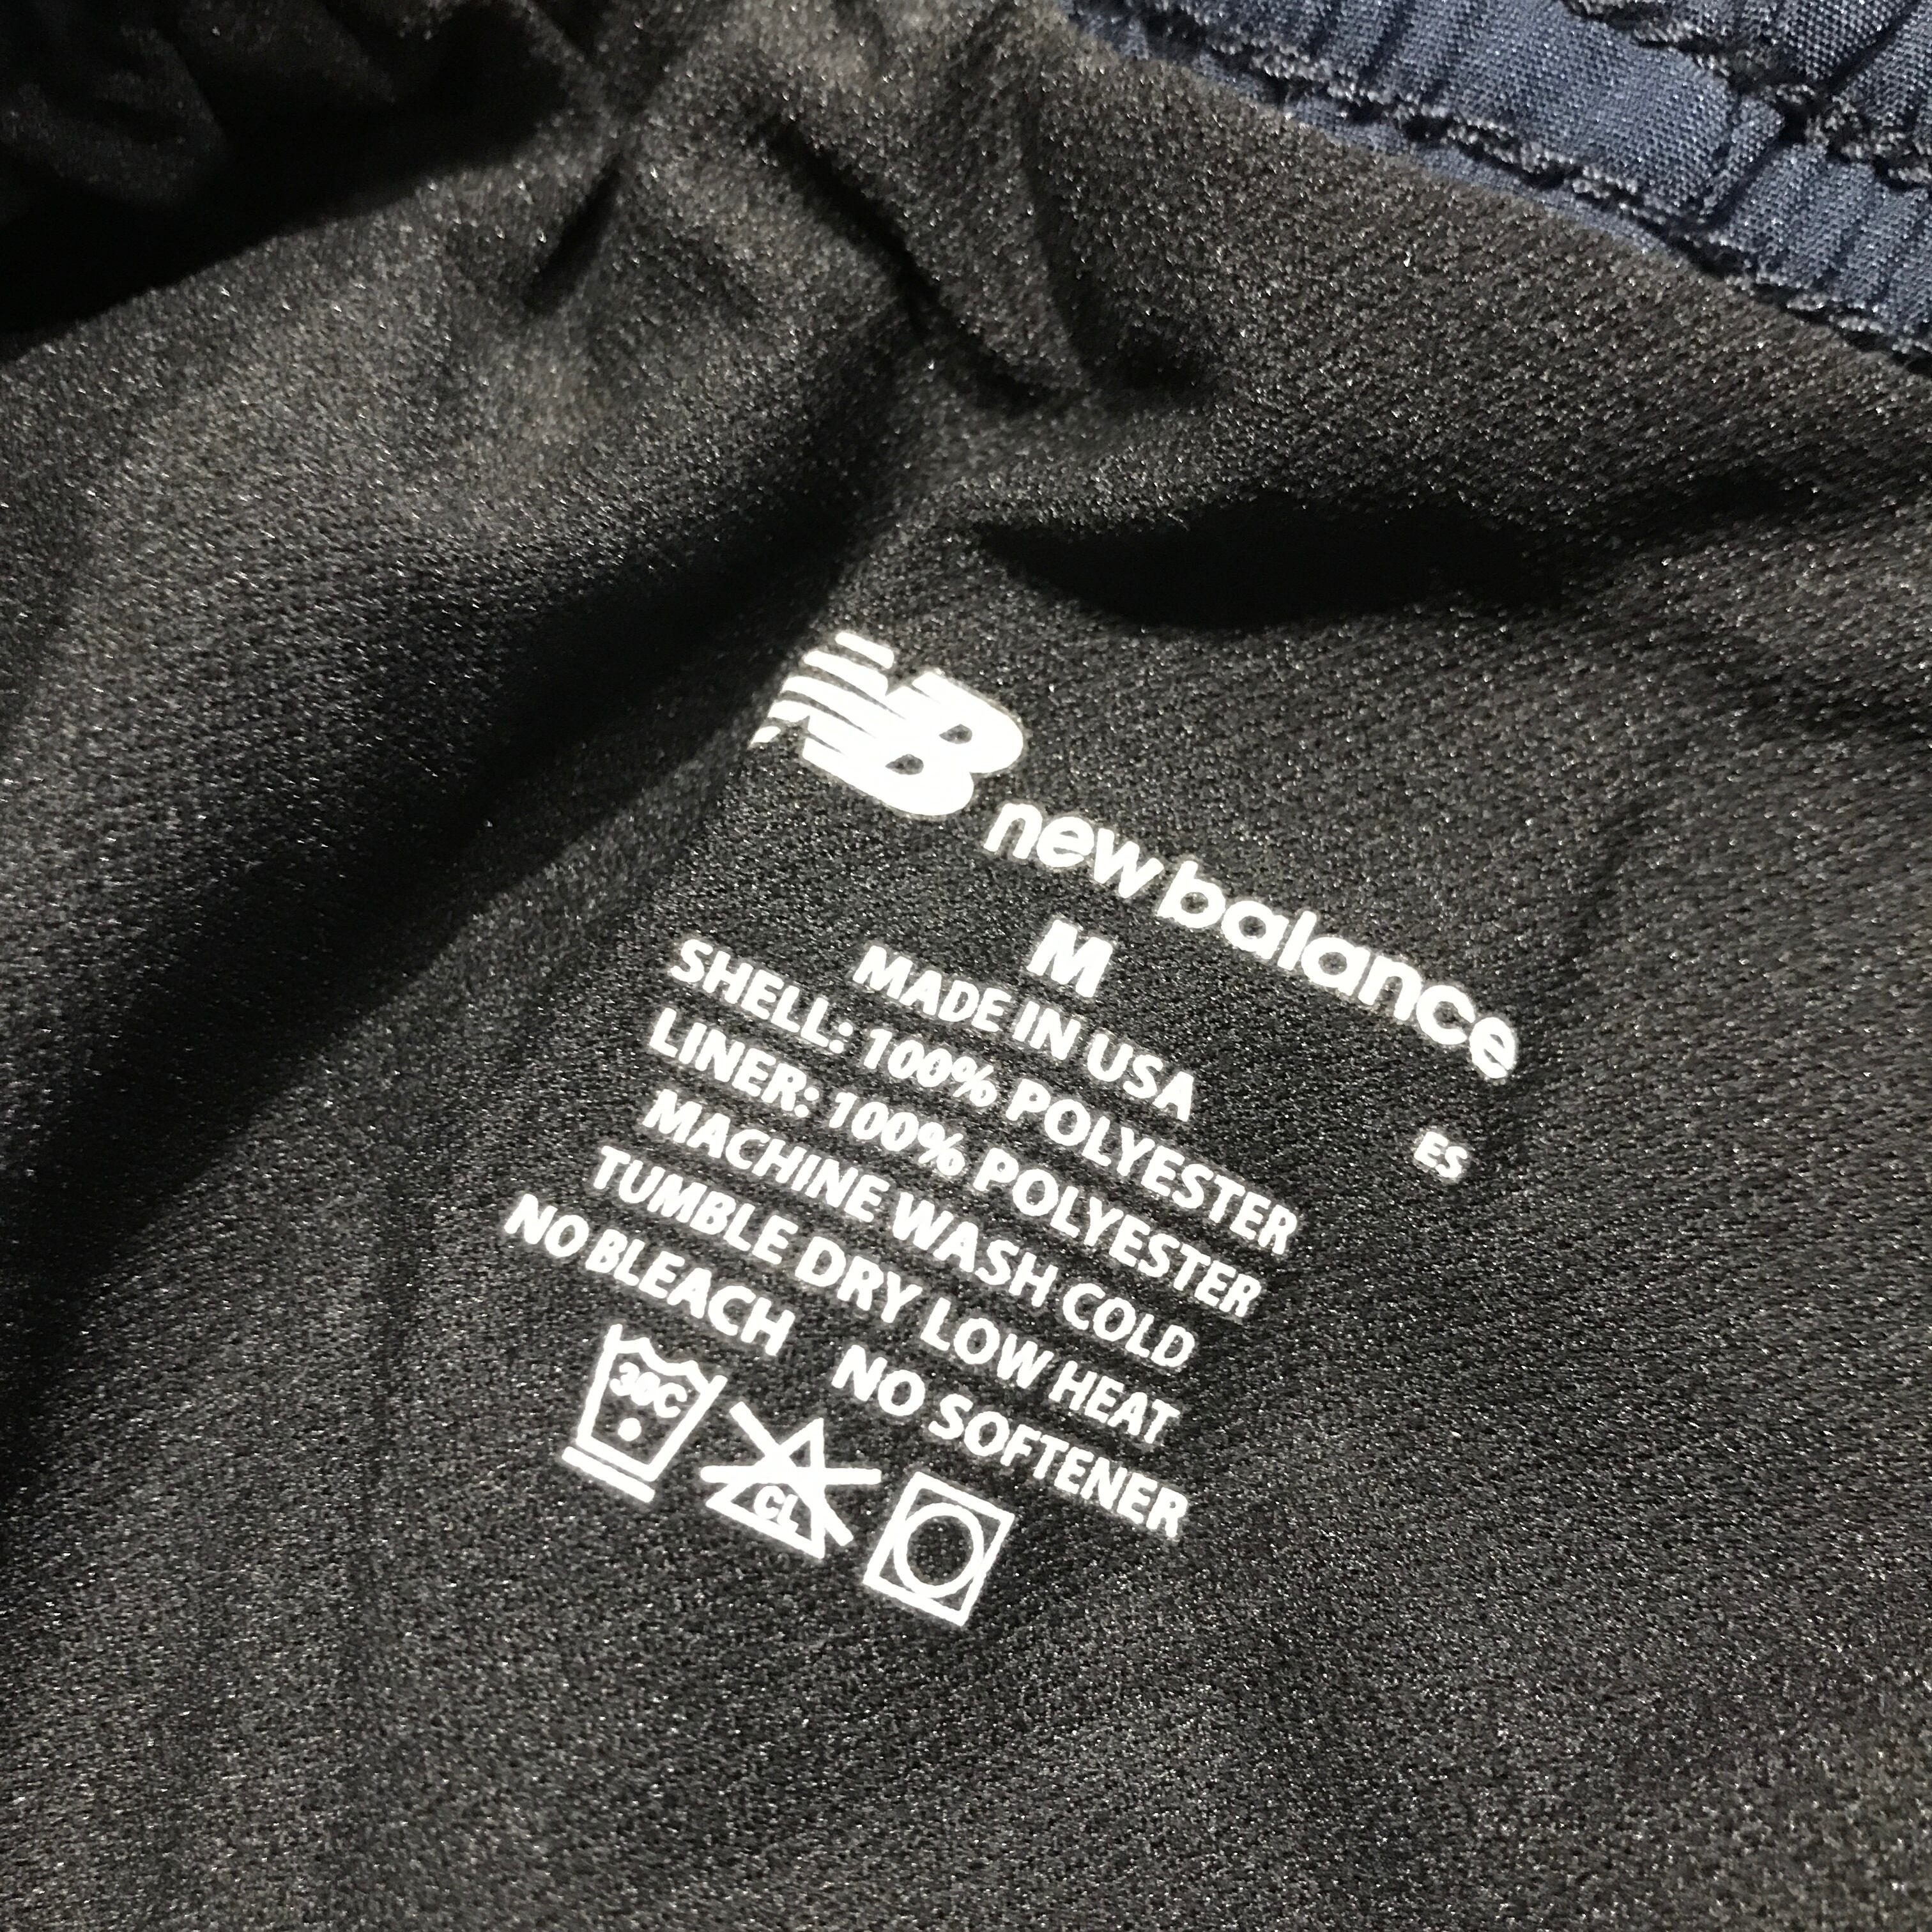 NB new balance
M
MADE IN USA
SHELL: 100% POLYESTER
ES
LINER: 100% POLYESTER
MACHINE WASH COLD
TUMBLE DRY LOW HEAT
NO BLEACH NO SOFTENER
30C
CL